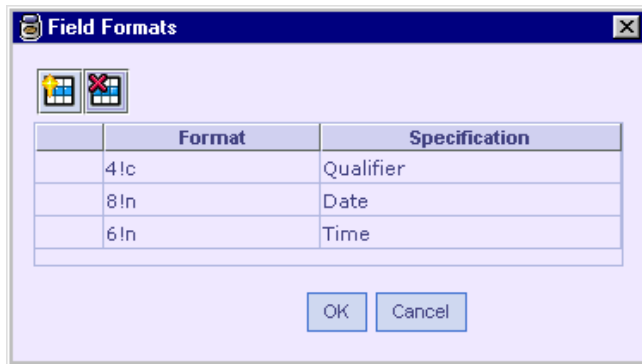 Field Formats
Format Specification
4!c Qualifier
8!n Date
6!n Time
OK Cancel